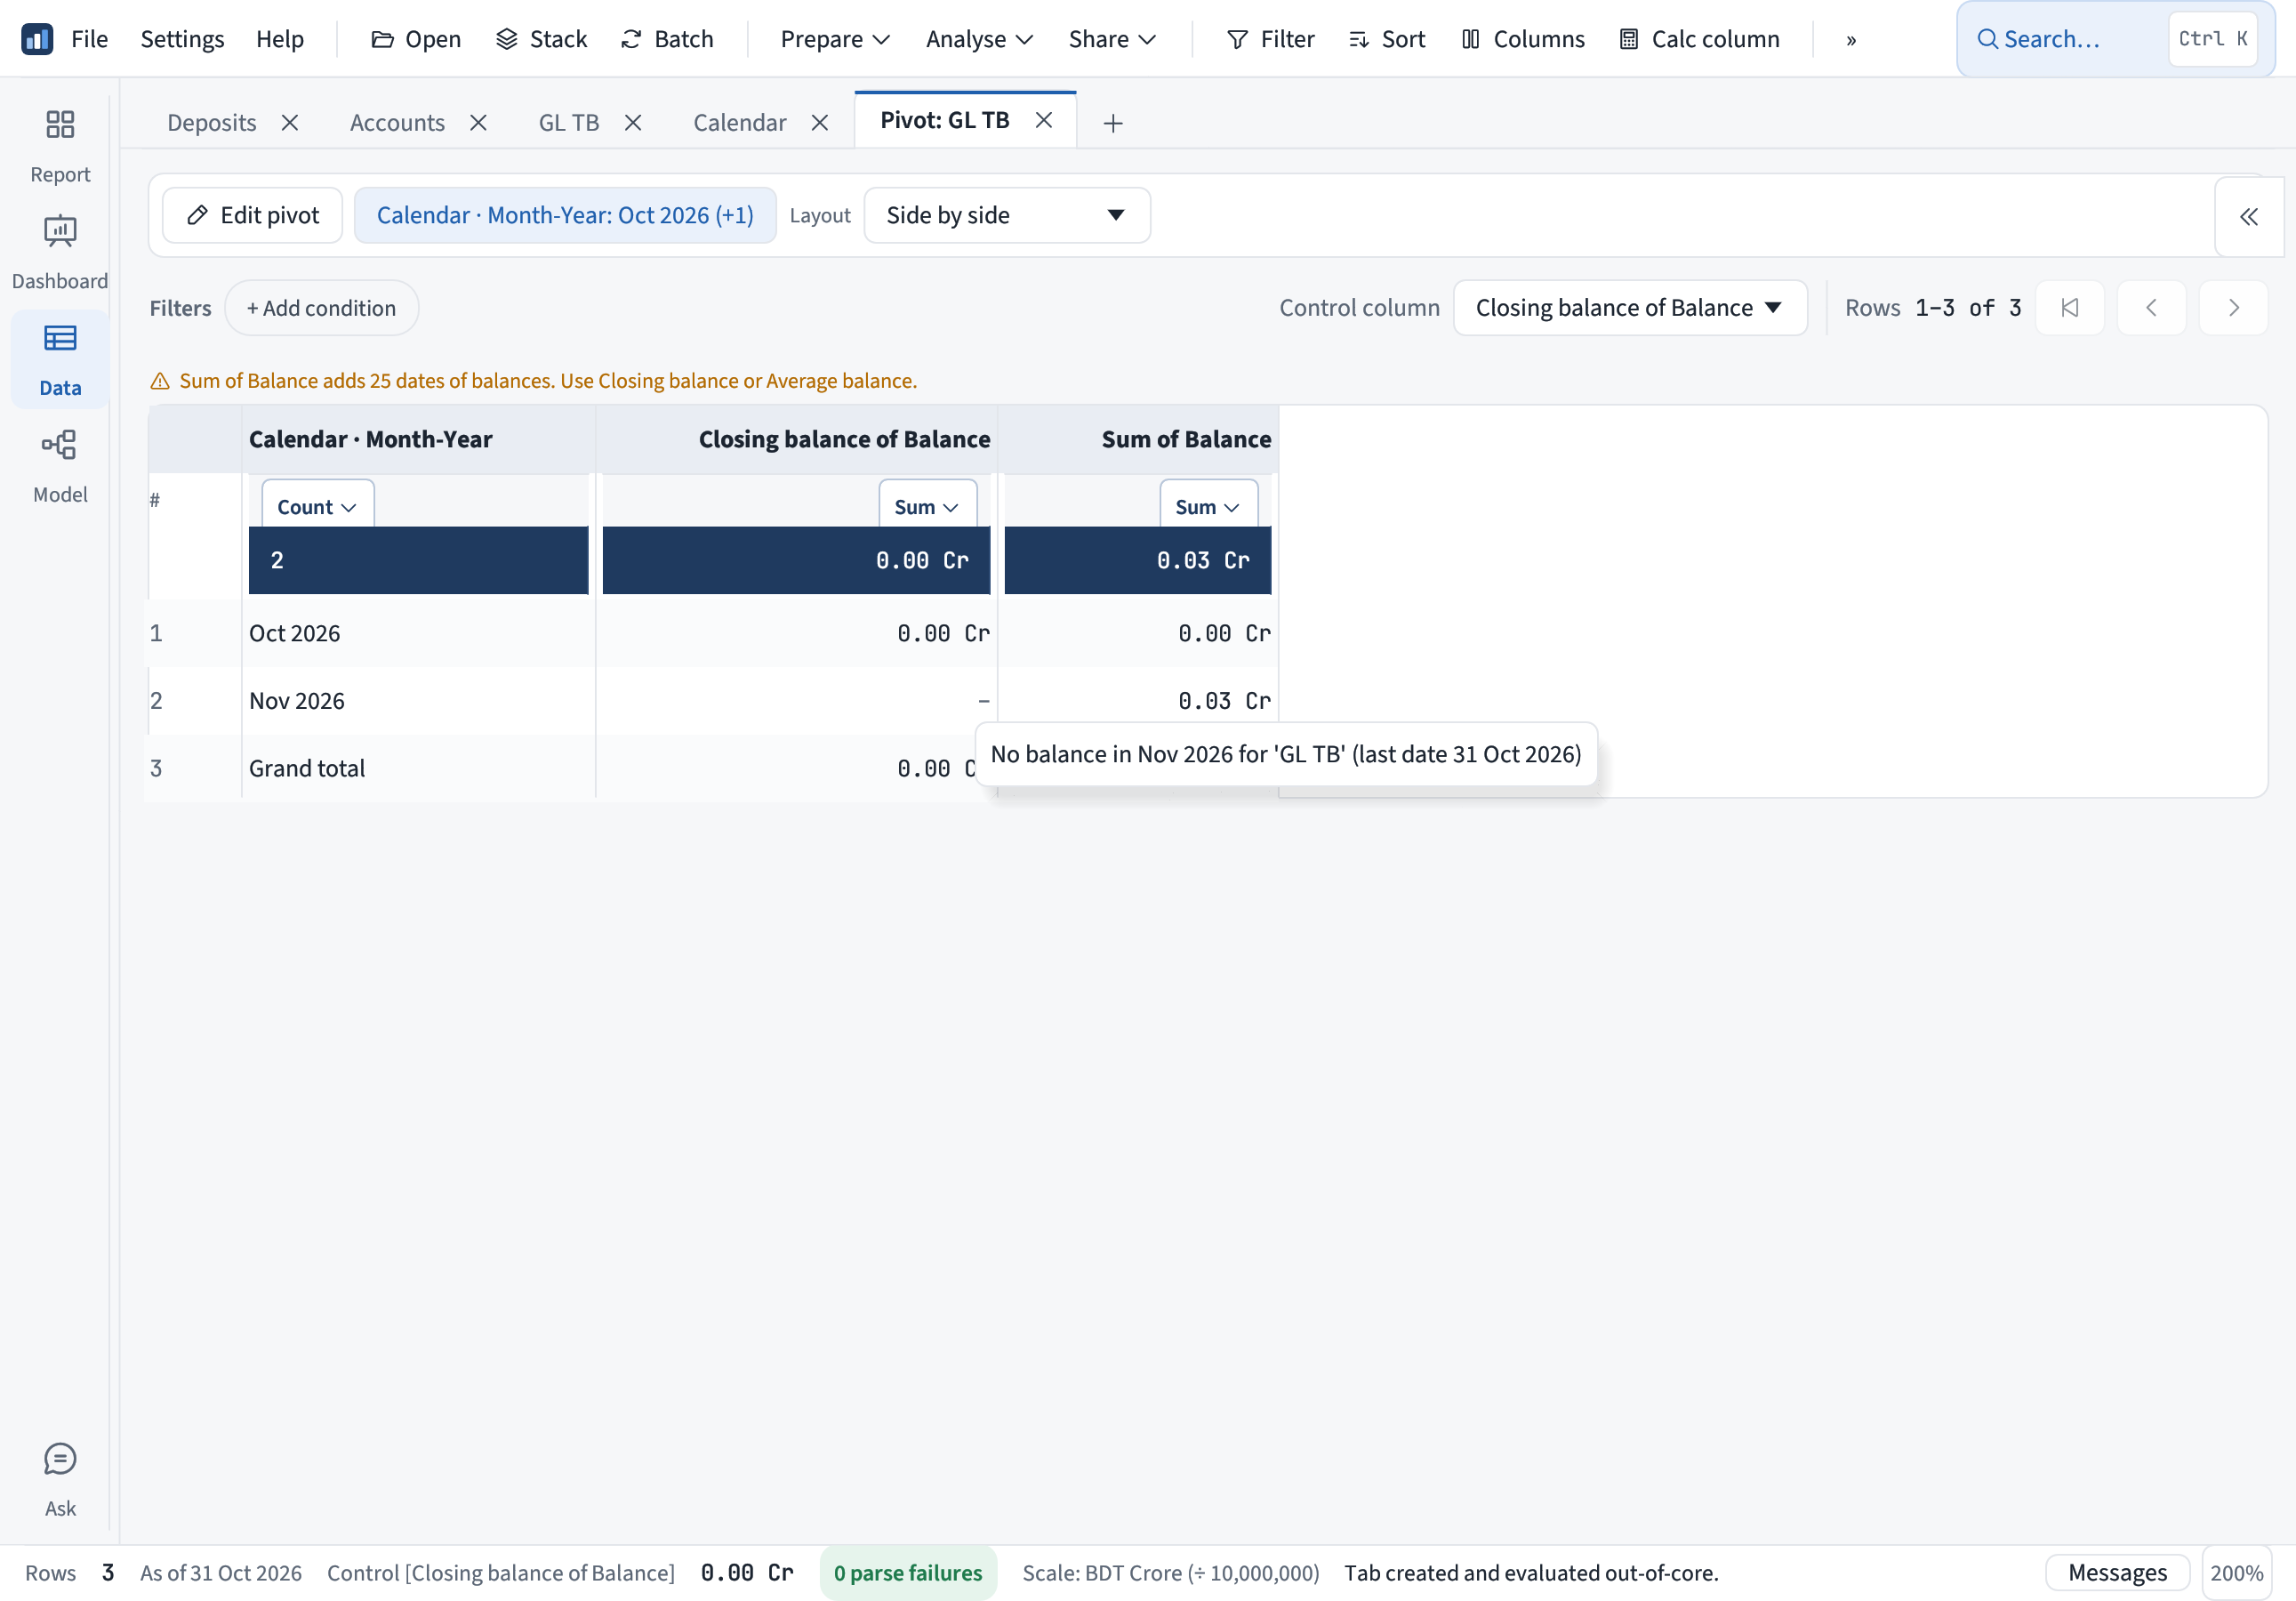 File Settings Help Open Stack Batch Prepare Analyse Share Filter Sort Columns Calc column » Search… Ctrl K
Report
Dashboard
Data
Model
Ask
Deposits Accounts GL TB Calendar Pivot: GL TB
Edit pivot Calendar · Month-Year: Oct 2026 (+1) Layout Side by side
Filters + Add condition Control column Closing balance of Balance Rows 1–3 of 3
Sum of Balance adds 25 dates of balances. Use Closing balance or Average balance.
Calendar · Month-Year Closing balance of Balance Sum of Balance
# Count Sum Sum
2 0.00 Cr 0.03 Cr
1 Oct 2026 0.00 Cr 0.00 Cr
2 Nov 2026 – 0.03 Cr
No balance in Nov 2026 for 'GL TB' (last date 31 Oct 2026)
3 Grand total 0.00
Rows 3 As of 31 Oct 2026 Control [Closing balance of Balance] 0.00 Cr 0 parse failures Scale: BDT Crore (÷ 10,000,000) Tab created and evaluated out-of-core. Messages 200%